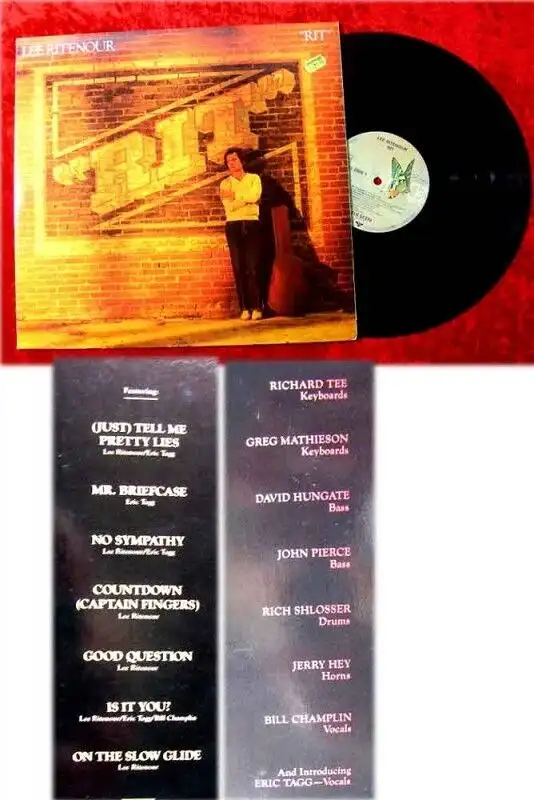 LEE RITENOUR "RIT"
"RIT"
LEE RITENOUR
RIT
Featuring:
(JUST) TELL ME
PRETTY LIES
Lee Ritenour/Eric Tagg
MR. BRIEFCASE
Eric Tagg
NO SYMPATHY
Lee Ritenour/Eric Tagg
COUNTDOWN
(CAPTAIN FINGERS)
Lee Ritenour
GOOD QUESTION
Lee Ritenour
IS IT YOU?
Lee Ritenour/Eric Tagg/Bill Champlin
ON THE SLOW GLIDE
Lee Ritenour
RICHARD TEE
Keyboards
GREG MATHIESON
Keyboards
DAVID HUNGATE
Bass
JOHN PIERCE
Bass
RICH SHLOSSER
Drums
JERRY HEY
Horns
BILL CHAMPLIN
Vocals
And Introducing
ERIC TAGG—Vocals